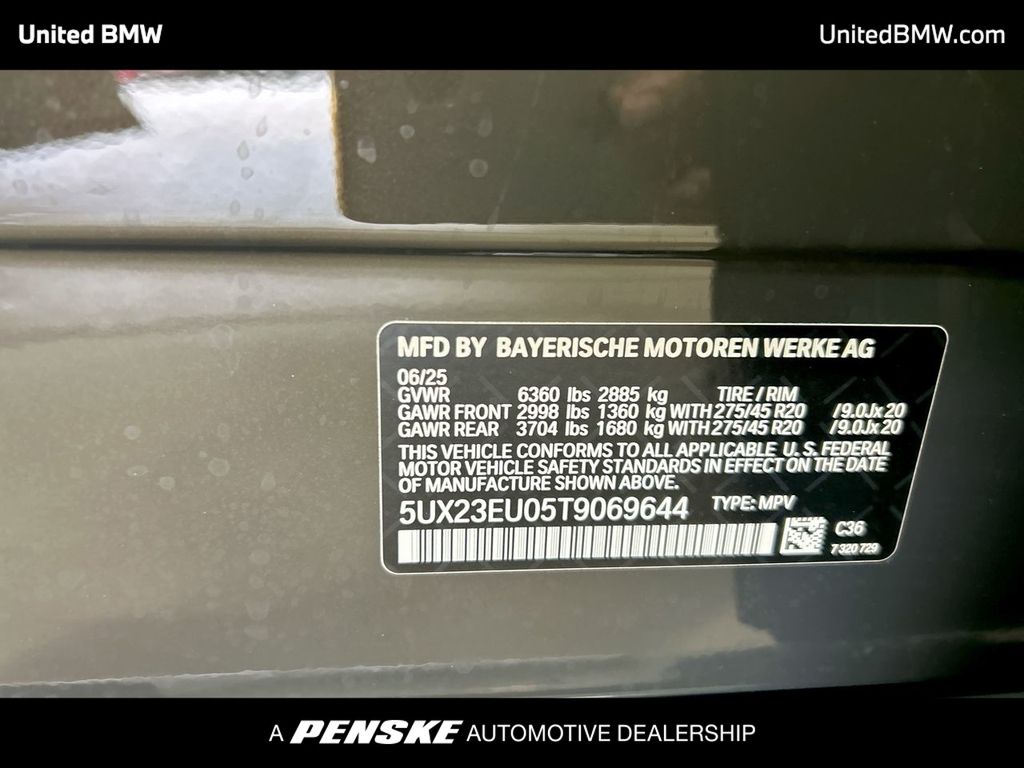 United BMW
UnitedBMW.com
MFD BY BAYERISCHE MOTOREN WERKE AG
06/25
GVWR 6360 lbs 2885 kg TIRE / RIM
GAWR FRONT 2998 lbs 1360 kg WITH 275/45 R20 /9.0Jx20
GAWR REAR 3704 lbs 1680 kg WITH 275/45 R20 /9.0Jx20
THIS VEHICLE CONFORMS TO ALL APPLICABLE U.S. FEDERAL
MOTOR VEHICLE SAFETY STANDARDS IN EFFECT ON THE DATE
OF MANUFACTURE SHOWN ABOVE.
5UX23EU05T9069644 TYPE: MPV
C36
7 320 729
A PENSKE AUTOMOTIVE DEALERSHIP